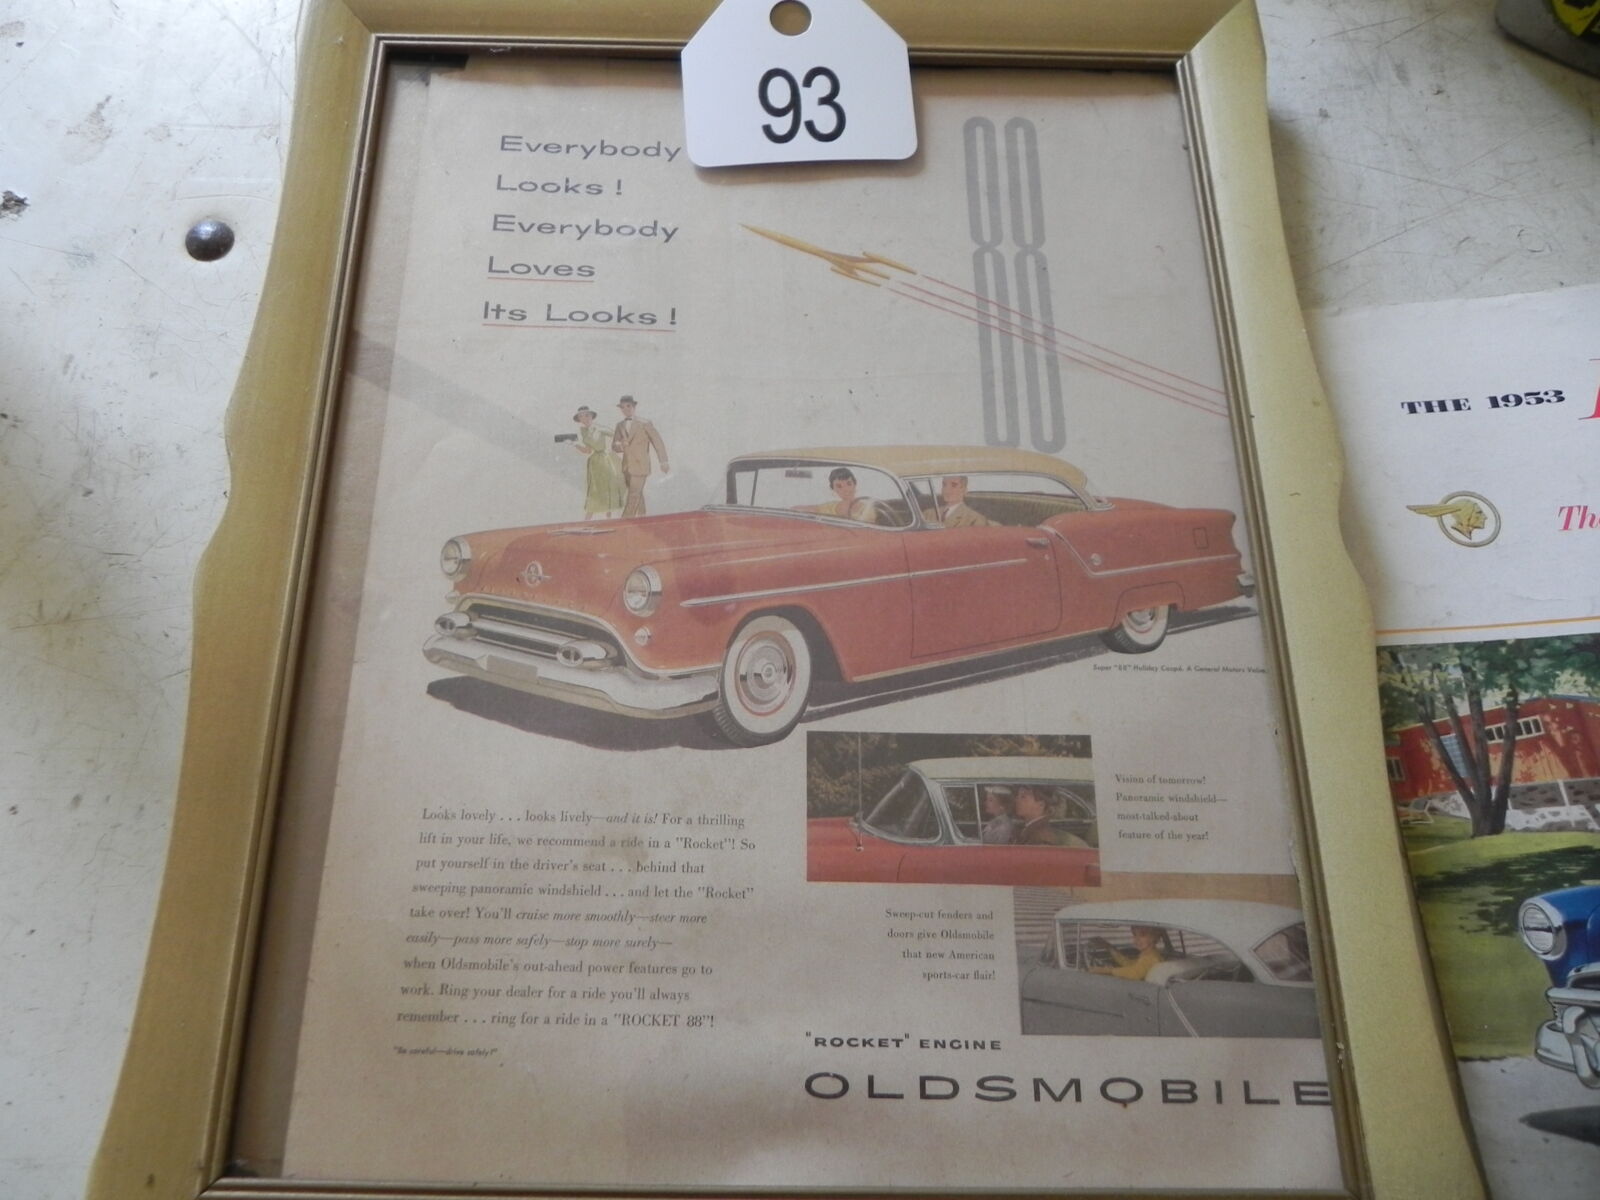 93
Everybody
Looks !
Everybody
Loves
Its Looks !
88
Super "88" Holiday Coupé. A General Motors Value.
Vision of tomorrow!
Panoramic windshield—
most-talked-about
feature of the year!
Looks lovely . . . looks lively—and it is! For a thrilling
lift in your life, we recommend a ride in a "Rocket"! So
put yourself in the driver's seat . . . behind that
sweeping panoramic windshield . . . and let the "Rocket"
take over! You'll cruise more smoothly—steer more
easily—pass more safely—stop more surely—
when Oldsmobile's out-ahead power features go to
work. Ring your dealer for a ride you'll always
remember . . . ring for a ride in a "ROCKET 88"!
"Be careful—drive safely!"
Sweep-cut fenders and
doors give Oldsmobile
that new American
sports-car flair!
"ROCKET" ENGINE
OLDSMOBILE
THE 1953